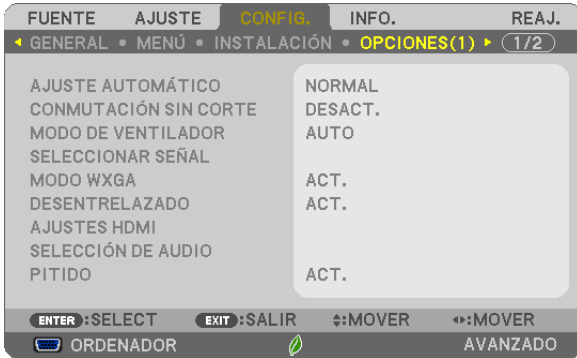 FUENTE AJUSTE CONFIG. INFO. REAJ.
GENERAL • MENÚ • INSTALACIÓN • OPCIONES(1) 1/2
AJUSTE AUTOMÁTICO NORMAL
CONMUTACIÓN SIN CORTE DESACT.
MODO DE VENTILADOR AUTO
SELECCIONAR SEÑAL
MODO WXGA ACT.
DESENTRELAZADO ACT.
AJUSTES HDMI
SELECCIÓN DE AUDIO
PITIDO ACT.
ENTER :SELECT EXIT :SALIR :MOVER :MOVER
ORDENADOR AVANZADO